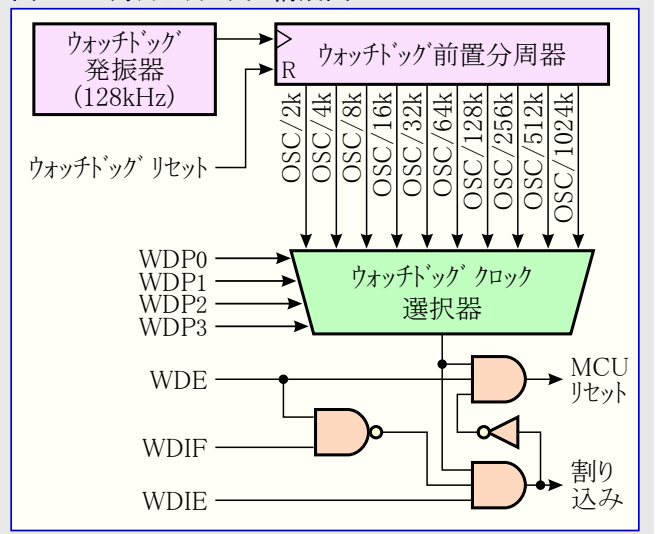 ウォッチドッグ
発振器
(128kHz)
ウォッチドッグ前置分周器
R
ウォッチドッグ リセット
OSC/2k
OSC/4k
OSC/8k
OSC/16k
OSC/32k
OSC/64k
OSC/128k
OSC/256k
OSC/512k
OSC/1024k
WDP0
WDP1
WDP2
WDP3
ウォッチドッグ クロック
選択器
WDE
MCU
リセット
WDIF
WDIE
割り
込み